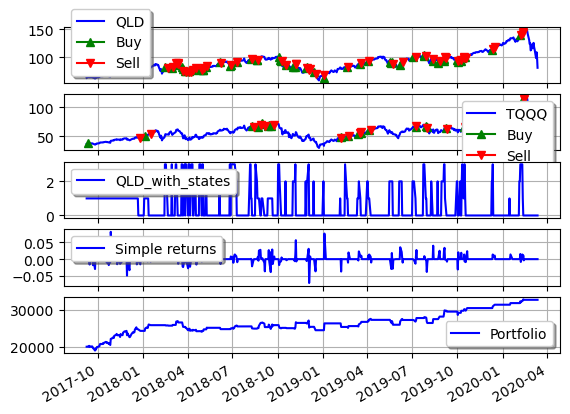 150
100
QLD
Buy
Sell
100
50
TQQQ
Buy
Sell
2
0
QLD_with_states
0.05
0.00
−0.05
Simple returns
30000
20000
Portfolio
2017-10
2018-01
2018-04
2018-07
2018-10
2019-01
2019-04
2019-07
2019-10
2020-01
2020-04